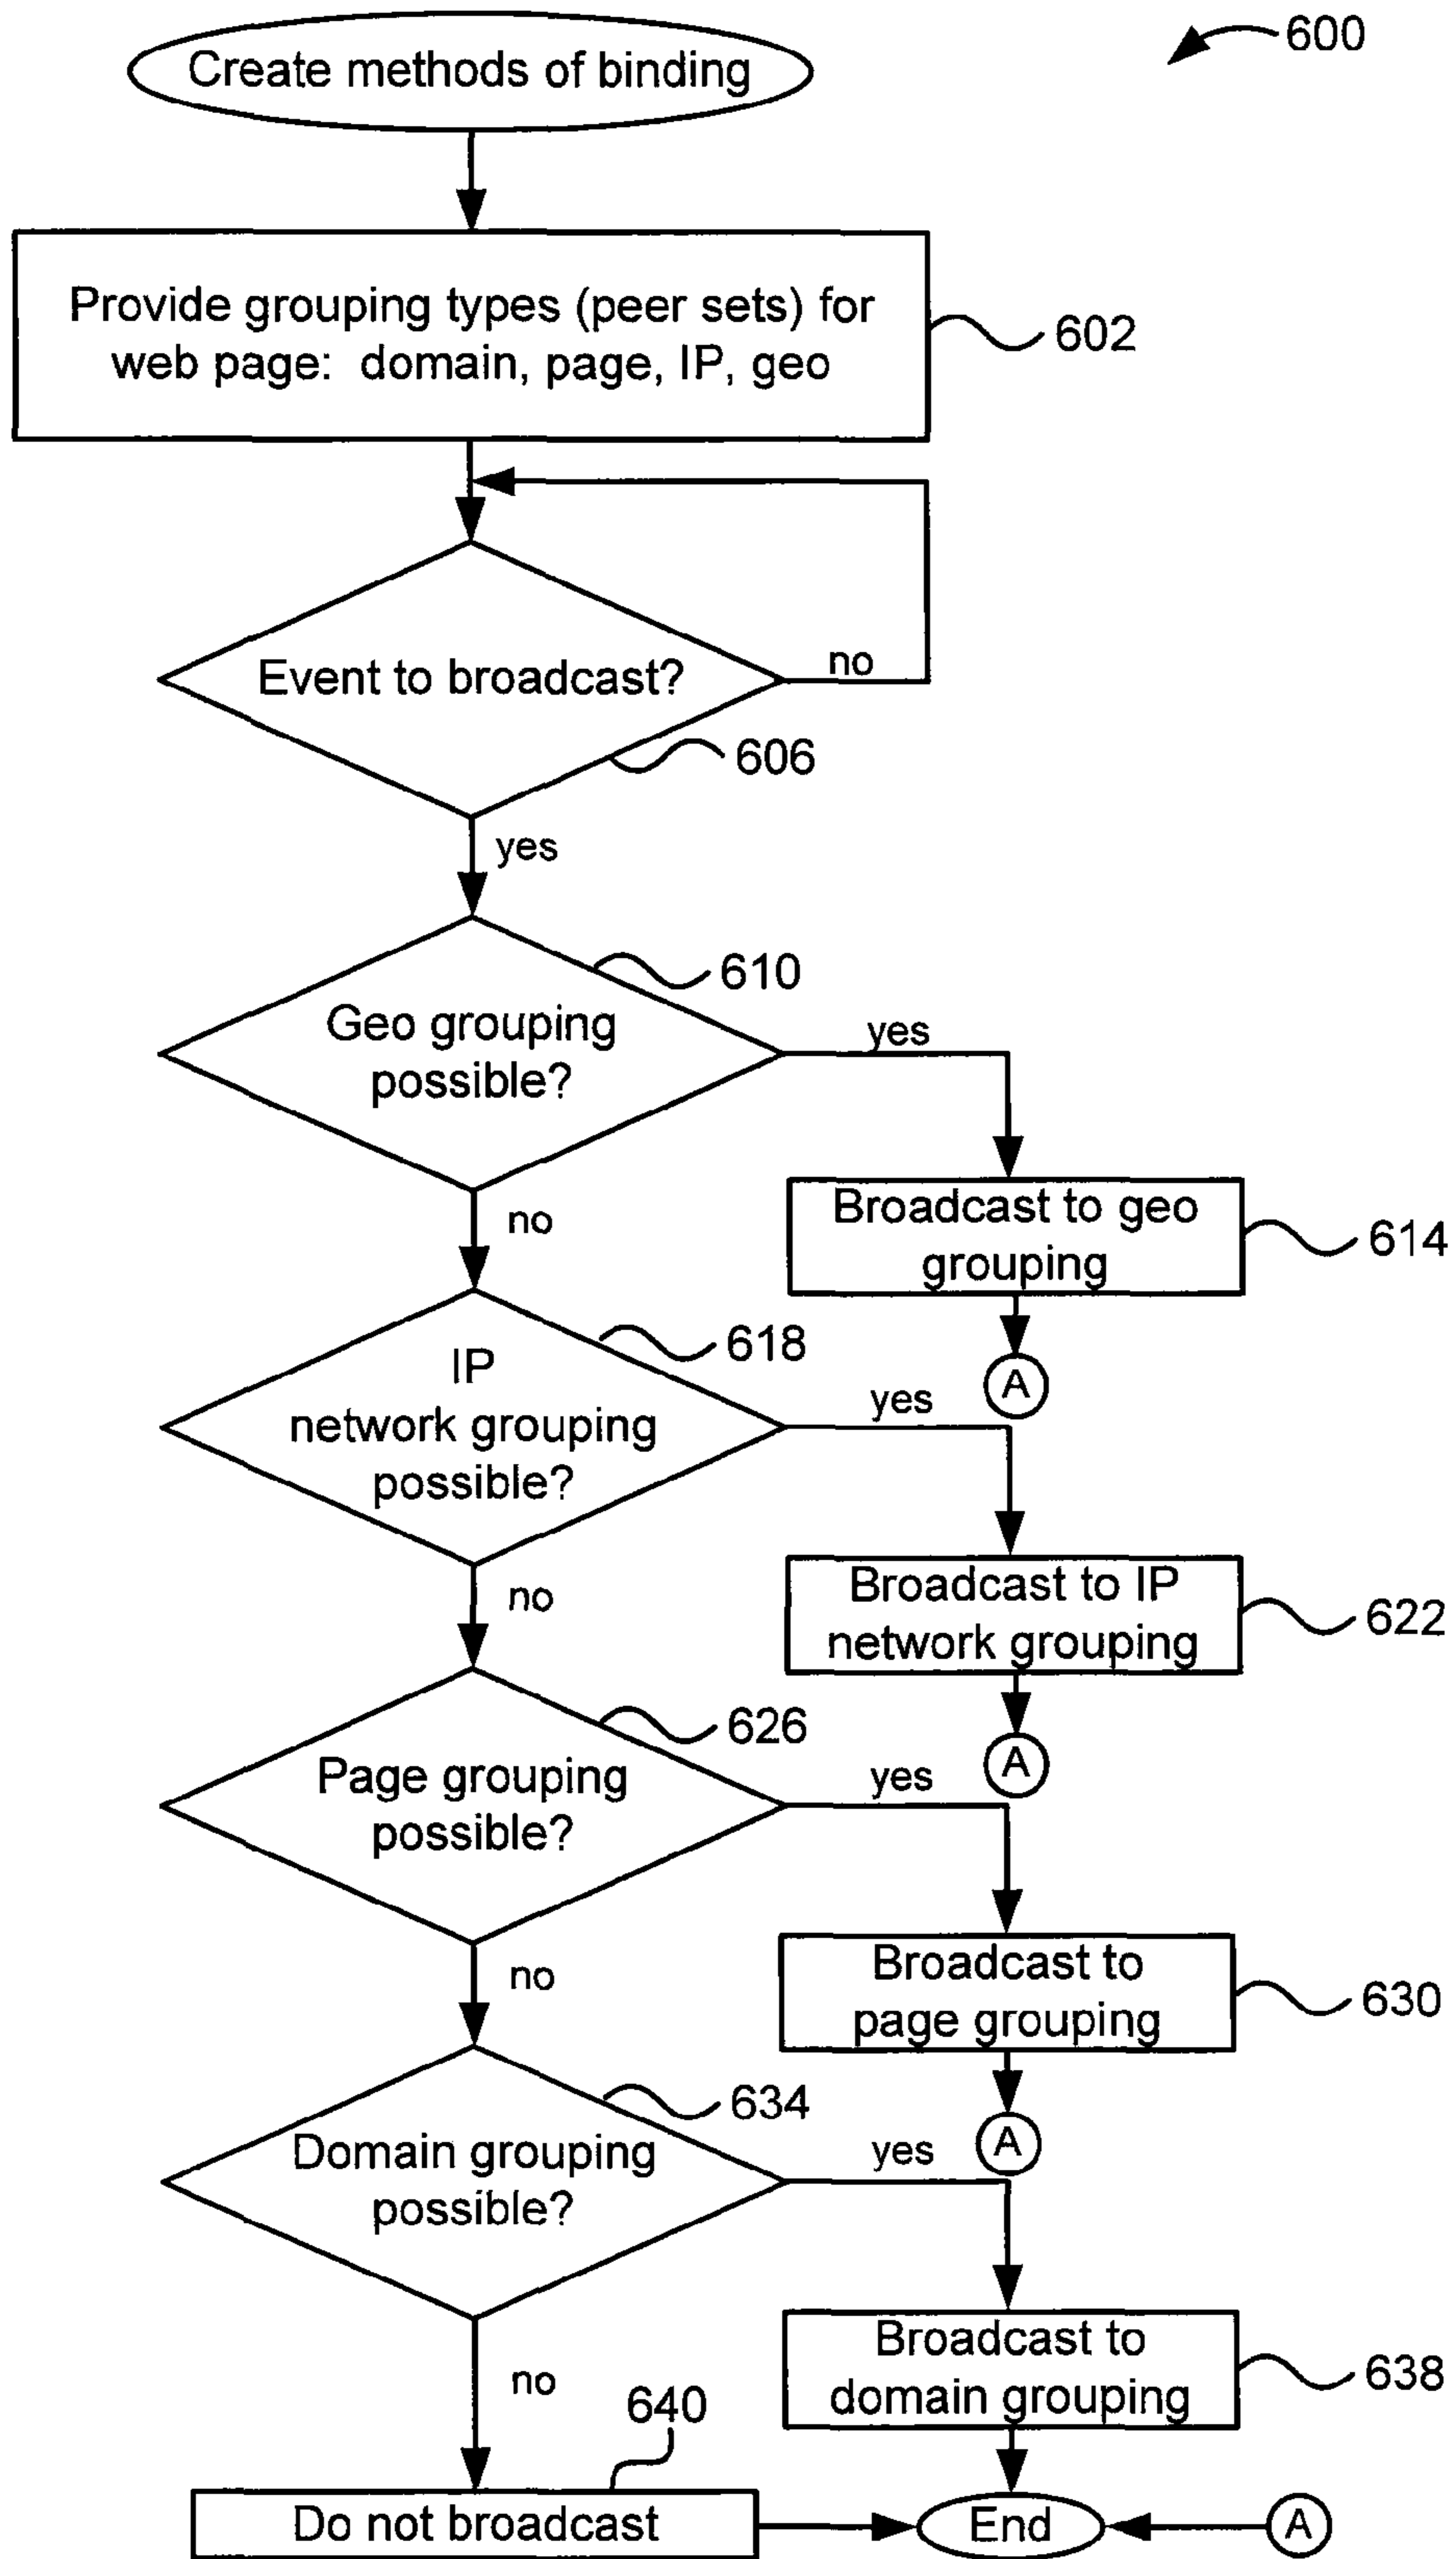 600
Create methods of binding
Provide grouping types (peer sets) for
web page: domain, page, IP, geo
602
Event to broadcast?
no
606
yes
610
Geo grouping
possible?
yes
no
Broadcast to geo
grouping
614
A
618
IP
network grouping
possible?
yes
no
Broadcast to IP
network grouping
622
A
626
Page grouping
possible?
yes
no
Broadcast to
page grouping
630
A
634
Domain grouping
possible?
yes
no
Broadcast to
domain grouping
638
640
Do not broadcast
End
A